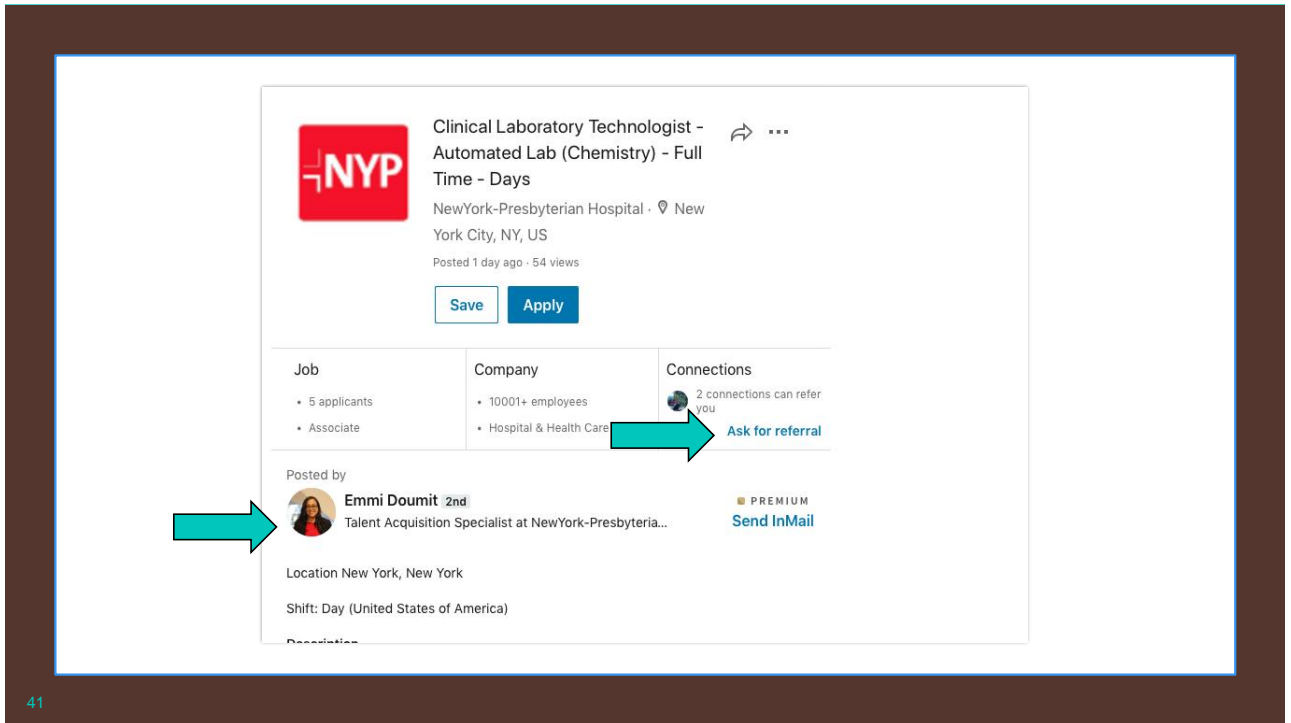 NYP
Clinical Laboratory Technologist -
Automated Lab (Chemistry) - Full
Time - Days
NewYork-Presbyterian Hospital · New
York City, NY, US
Posted 1 day ago · 54 views
Save Apply
Job
• 5 applicants
• Associate
Company
• 10001+ employees
• Hospital & Health Care
Connections
2 connections can refer
you
Ask for referral
Posted by
Emmi Doumit 2nd
Talent Acquisition Specialist at NewYork-Presbyteria...
PREMIUM
Send InMail
Location New York, New York
Shift: Day (United States of America)
Description
41